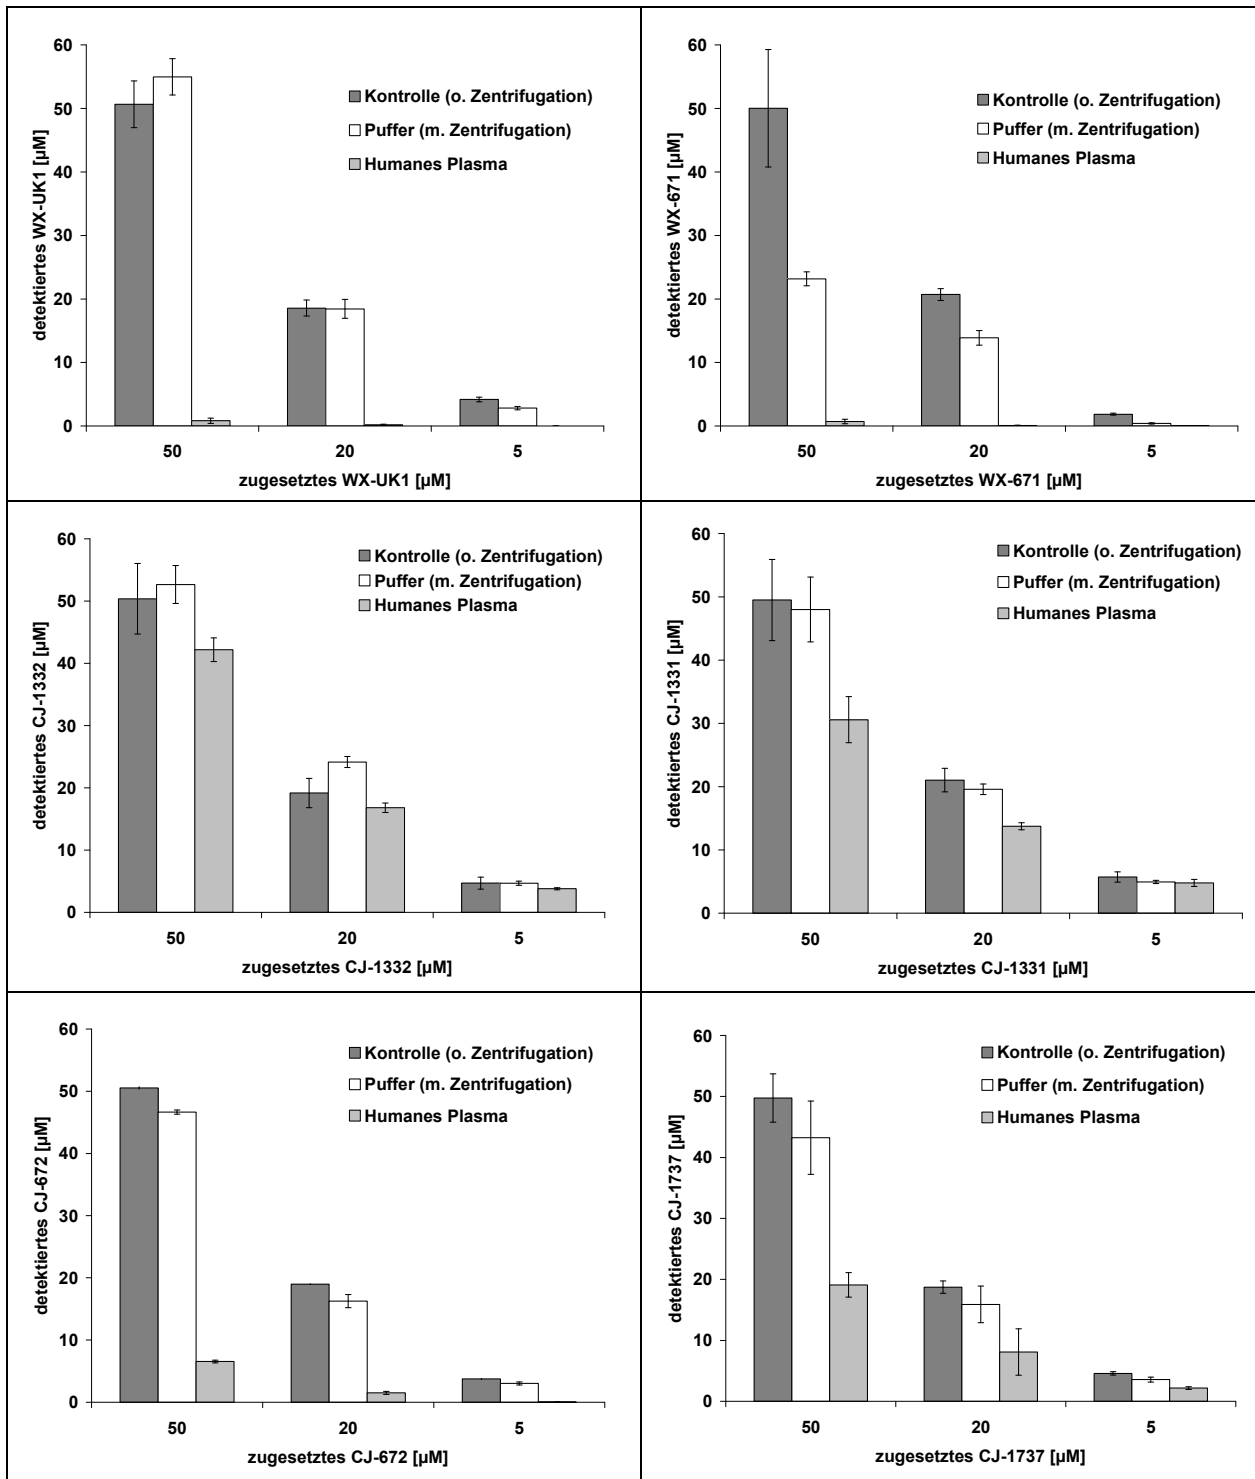 60
50
40
30
20
10
0
detektiertes WX-UK1 [µM]
Kontrolle (o. Zentrifugation)
Puffer (m. Zentrifugation)
Humanes Plasma
50 20 5
zugesetztes WX-UK1 [µM]
60
50
40
30
20
10
0
detektiertes WX-671 [µM]
Kontrolle (o. Zentrifugation)
Puffer (m. Zentrifugation)
Humanes Plasma
50 20 5
zugesetztes WX-671 [µM]
60
50
40
30
20
10
0
detektiertes CJ-1332 [µM]
Kontrolle (o. Zentrifugation)
Puffer (m. Zentrifugation)
Humanes Plasma
50 20 5
zugesetztes CJ-1332 [µM]
60
50
40
30
20
10
0
detektiertes CJ-1331 [µM]
Kontrolle (o. Zentrifugation)
Puffer (m. Zentrifugation)
Humanes Plasma
50 20 5
zugesetztes CJ-1331 [µM]
60
50
40
30
20
10
0
detektiertes CJ-672 [µM]
Kontrolle (o. Zentrifugation)
Puffer (m. Zentrifugation)
Humanes Plasma
50 20 5
zugesetztes CJ-672 [µM]
60
50
40
30
20
10
0
detektiertes CJ-1737 [µM]
Kontrolle (o. Zentrifugation)
Puffer (m. Zentrifugation)
Humanes Plasma
50 20 5
zugesetztes CJ-1737 [µM]